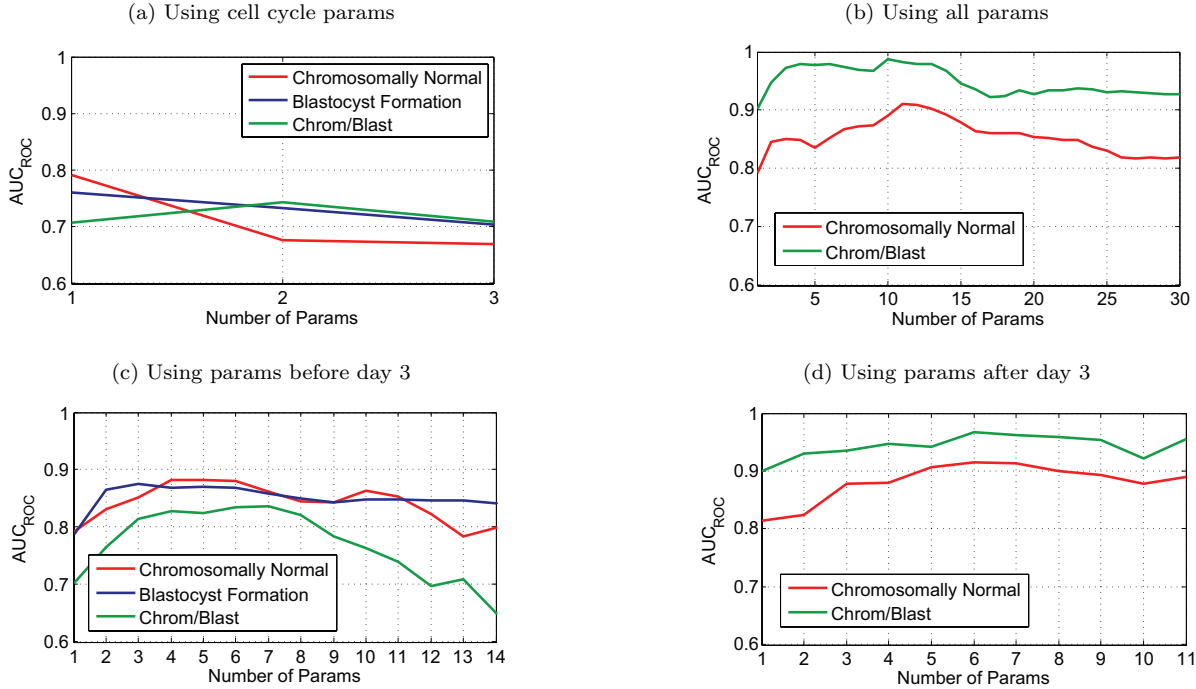 (a) Using cell cycle params
1
0.9
0.8
0.7
0.6
AUC_ROC
Chromosomally Normal
Blastocyst Formation
Chrom/Blast
1 2 3
Number of Params
(b) Using all params
1
0.9
0.8
0.7
0.6
AUC_ROC
Chromosomally Normal
Chrom/Blast
5 10 15 20 25 30
Number of Params
(c) Using params before day 3
1
0.9
0.8
0.7
0.6
AUC_ROC
Chromosomally Normal
Blastocyst Formation
Chrom/Blast
1 2 3 4 5 6 7 8 9 10 11 12 13 14
Number of Params
(d) Using params after day 3
1
0.9
0.8
0.7
0.6
AUC_ROC
Chromosomally Normal
Chrom/Blast
1 2 3 4 5 6 7 8 9 10 11
Number of Params